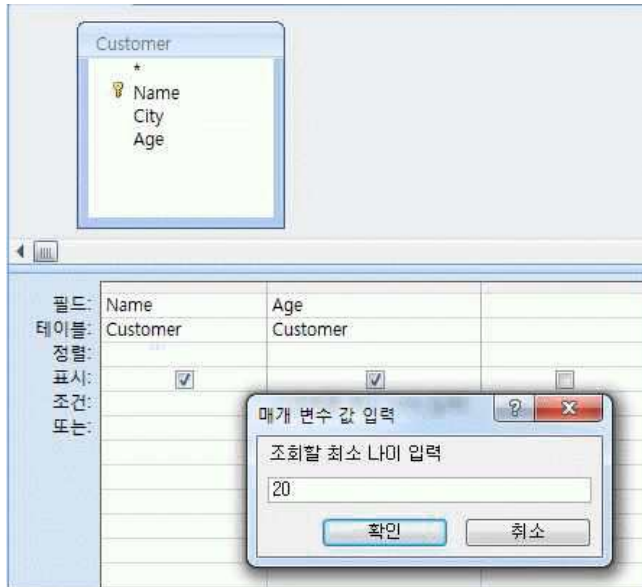 Customer
*
Name
City
Age
필드: Name Age
테이블: Customer Customer
정렬:
표시:
조건:
또는:
매개 변수 값 입력
조회할 최소 나이 입력
20
확인 취소